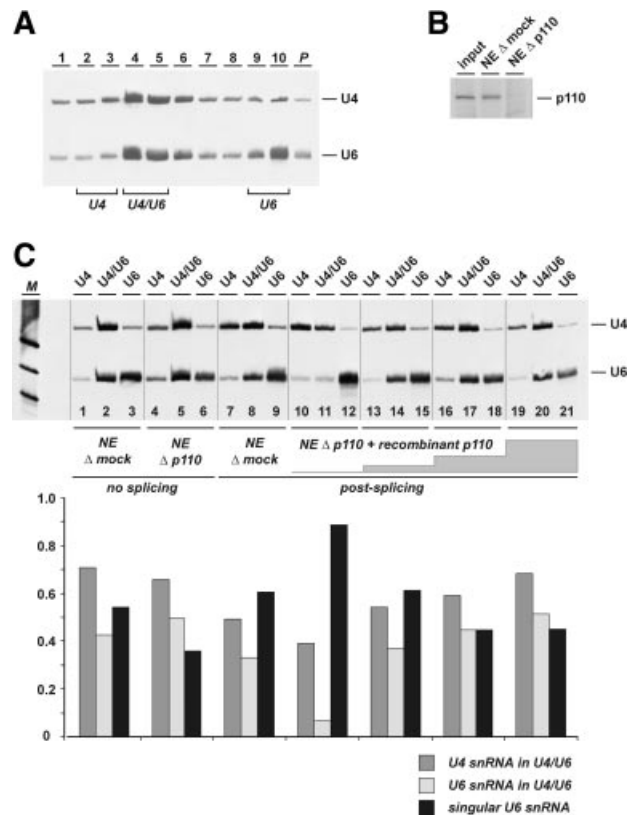 A
1 2 3 4 5 6 7 8 9 10 P
U4
U6
U4 U4/U6 U6
B
input NE Δ mock NE Δ p110
p110
C
M U4 U4/U6 U6 U4 U4/U6 U6 U4 U4/U6 U6 U4 U4/U6 U6 U4 U4/U6 U6 U4 U4/U6 U6 U4 U4/U6 U6
U4
U6
1 2 3 4 5 6 7 8 9 10 11 12 13 14 15 16 17 18 19 20 21
NE Δ mock
NE Δ p110
NE Δ mock
NE Δ p110 + recombinant p110
no splicing post-splicing
1.0
0.8
0.6
0.4
0.2
0
U4 snRNA in U4/U6
U6 snRNA in U4/U6
singular U6 snRNA